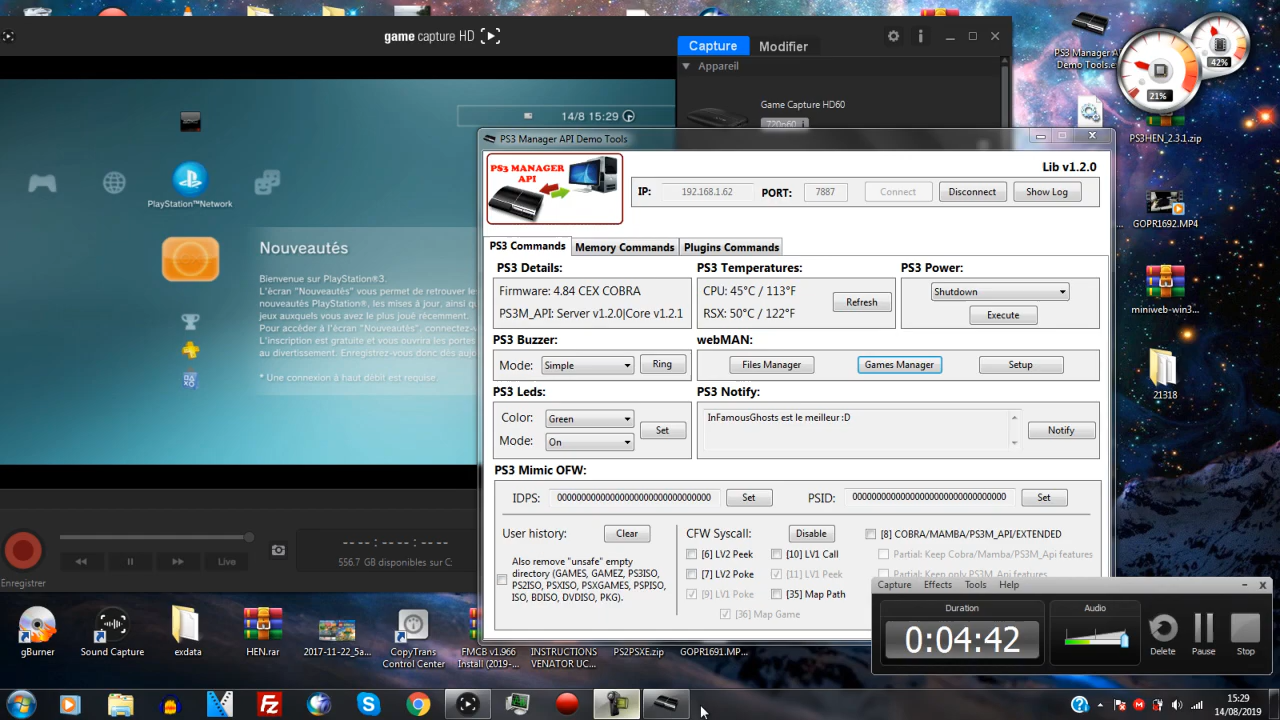 game capture HD
Capture
Modifier
Appareil
Game Capture HD60
720p60
14/8 15:29
PlayStation™Network
Nouveautés
Bienvenue sur PlayStation®3.
L'écran "Nouveautés" vous permet de retrouver les
nouveautés PlayStation®, les mises à jour, ainsi q
jeux auxquels vous avez le plus joué récemment.
Pour accéder à l'écran "Nouveautés", connectez-v
L'inscription est gratuite et vous ouvrira les portes
du divertissement. Enregistrez-vous donc dès aujo
* Une connexion à haut débit est requise.
556.7 GB disponibles sur C:
Live
Enregistrer
PS3 Manager API Demo Tools
PS3 MANAGER
API
Lib v1.2.0
IP: 192.168.1.62 PORT: 7887 Connect Disconnect Show Log
PS3 Commands Memory Commands Plugins Commands
PS3 Details:
Firmware: 4.84 CEX COBRA
PS3M_API: Server v1.2.0|Core v1.2.1
PS3 Temperatures:
CPU: 45°C / 113°F
RSX: 50°C / 122°F
Refresh
PS3 Power:
Shutdown
Execute
PS3 Buzzer:
Mode: Simple Ring
webMAN:
Files Manager Games Manager Setup
PS3 Leds:
Color: Green
Mode: On
Set
PS3 Notify:
InFamousGhosts est le meilleur :D
Notify
PS3 Mimic OFW:
IDPS: 00000000000000000000000000000000 Set
PSID: 00000000000000000000000000000000 Set
User history: Clear
Also remove "unsafe" empty
directory (GAMES, GAMEZ, PS3ISO,
PS2ISO, PSXISO, PSXGAMES, PSPISO,
ISO, BDISO, DVDISO, PKG).
CFW Syscall: Disable
[6] LV2 Peek
[10] LV1 Call
[7] LV2 Poke
[11] LV1 Peek
[9] LV1 Poke
[35] Map Path
[36] Map Game
[8] COBRA/MAMBA/PS3M_API/EXTENDED
Partial: Keep Cobra/Mamba/PS3M_Api features
Partial: Keep only PS3M_Api features
Capture Effects Tools Help
Duration
0:04:42
Audio
Delete
Pause
Stop
PS3 Manager A
Demo Tools.e
42%
21%
PS3HEN_2.3.1.zip
GOPR1692.MP4
miniweb-win3...
21318
gBurner
Sound Capture
exdata
HEN.rar
2017-11-22_5a...
CopyTrans
Control Center
FMCB v1.966
Install (2019-...
INSTRUCTIONS
VENATOR UC...
PS2PSXE.zip
GOPR1691.MP...
15:29
14/08/2019